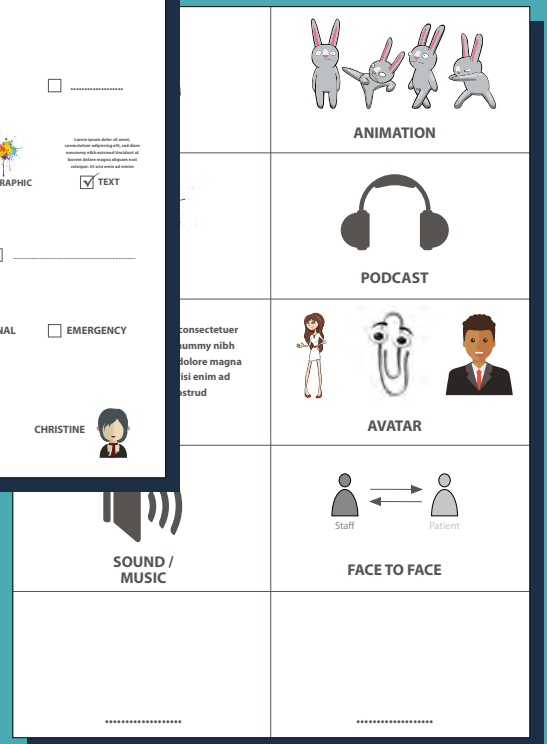 ....................
Lorem ipsum dolor sit amet,
consectetuer adipiscing elit, sed diam
nonummy nibh euismod tincidunt ut
laoreet dolore magna aliquam erat
volutpat. Ut wisi enim ad minim
RAPHIC
TEXT
NAL
EMERGENCY
CHRISTINE
ANIMATION
PODCAST
consectetuer
nummy nibh
dolore magna
isi enim ad
ostrud
AVATAR
SOUND /
MUSIC
Staff
Patient
FACE TO FACE
....................
....................